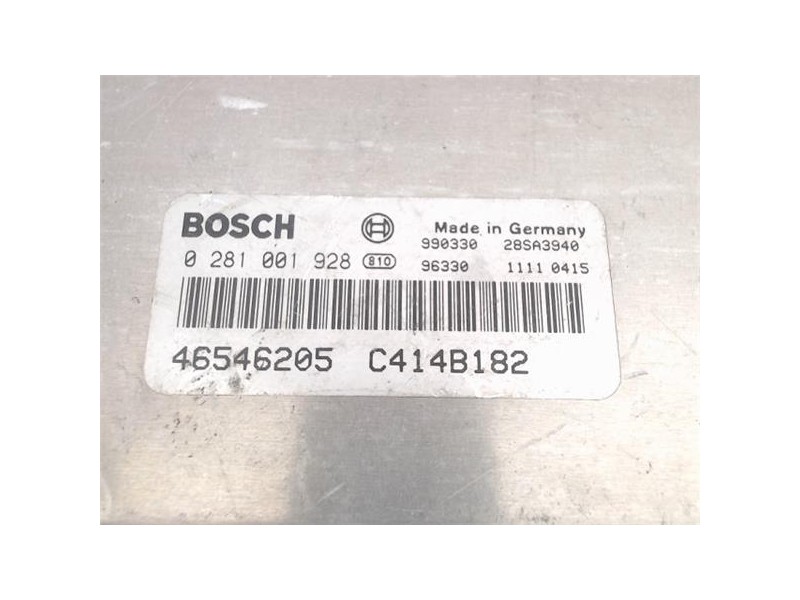 BOSCH Made in Germany
990330 28SA3940
0 281 001 928 810 96330 1111 0415
46546205 C414B182